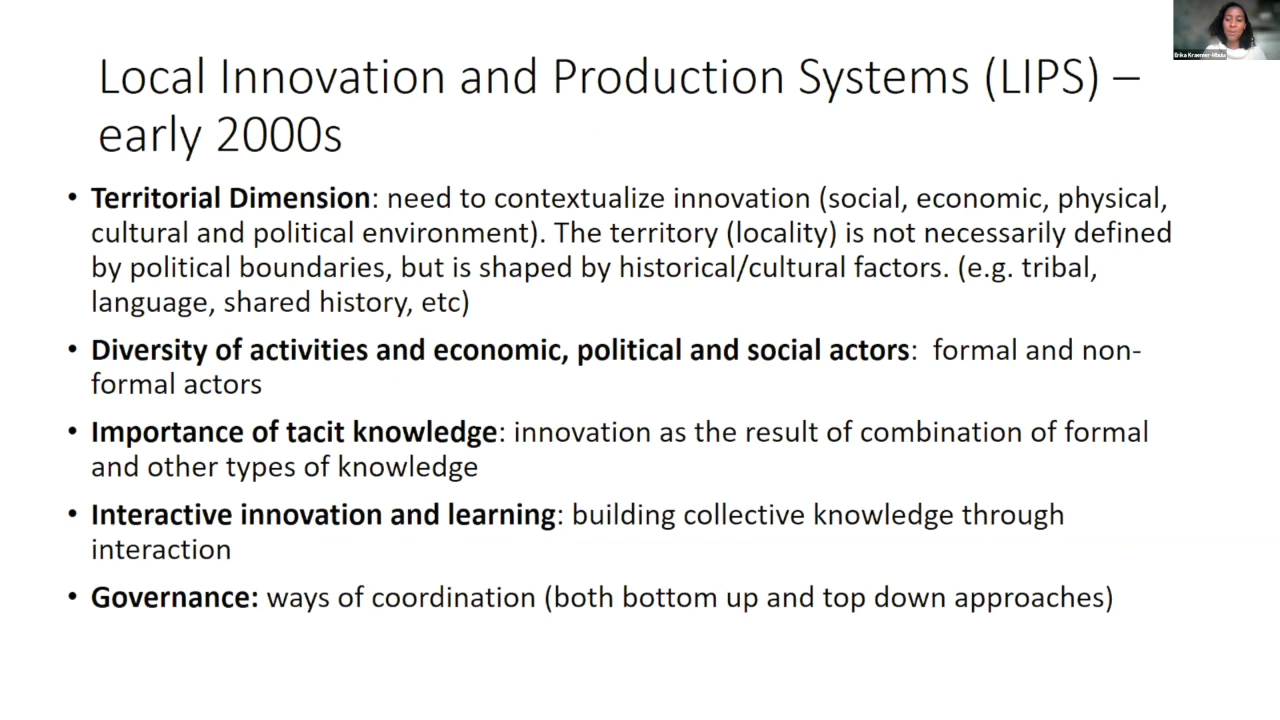 Erika Kraemer-Mbula
Local Innovation and Production Systems (LIPS) –
early 2000s
• Territorial Dimension: need to contextualize innovation (social, economic, physical,
cultural and political environment). The territory (locality) is not necessarily defined
by political boundaries, but is shaped by historical/cultural factors. (e.g. tribal,
language, shared history, etc)
• Diversity of activities and economic, political and social actors:  formal and non-
formal actors
• Importance of tacit knowledge: innovation as the result of combination of formal
and other types of knowledge
• Interactive innovation and learning: building collective knowledge through
interaction
• Governance: ways of coordination (both bottom up and top down approaches)